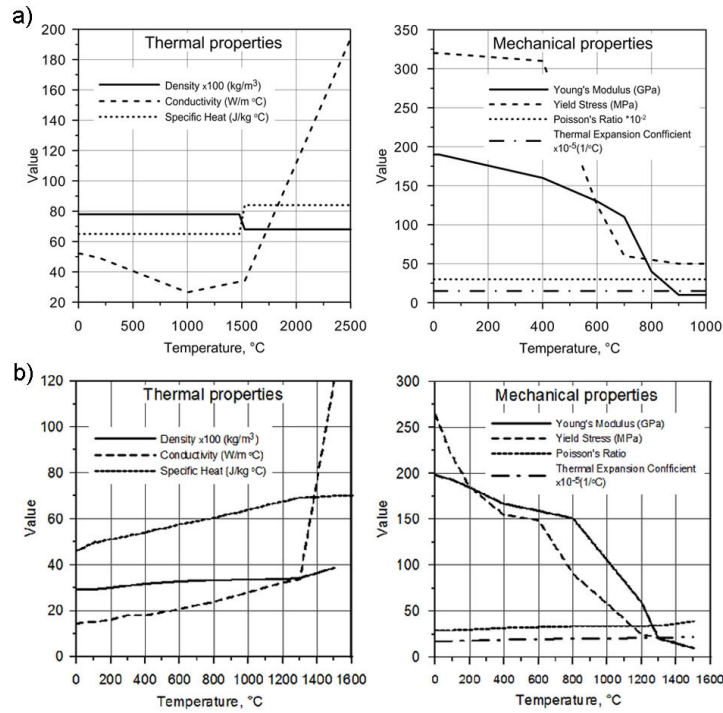 a)
Thermal properties
Density x100 (kg/m³)
Conductivity (W/m °C)
Specific Heat (J/kg °C)
Value
200
180
160
140
120
100
80
60
40
20
0 500 1000 1500 2000 2500
Temperature, °C
Mechanical properties
Young's Modulus (GPa)
Yield Stress (MPa)
Poisson's Ratio *10⁻²
Thermal Expansion Confficient
x10⁻⁵(1/°C)
Value
350
300
250
200
150
100
50
0
0 200 400 600 800 1000
Temperature, °C
b)
Thermal properties
Density x100 (kg/m³)
Conductivity (W/m °C)
Specific Heat (J/kg °C)
Value
120
100
80
60
40
20
0
0 200 400 600 800 1000 1200 1400 1600
Temperature, °C
Mechanical properties
Young's Modulus (GPa)
Yield Stress (MPa)
Poisson's Ratio
Thermal Expansion Coefficient
x10⁻⁵(1/°C)
Value
300
250
200
150
100
50
0
0 200 400 600 800 1000 1200 1400 1600
Temperature, °C